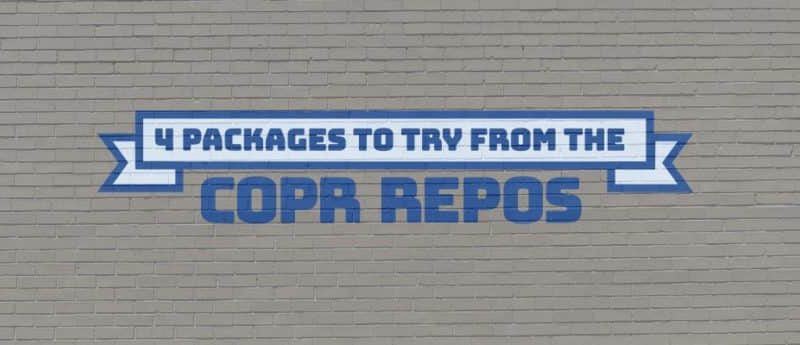 4 PACKAGES TO TRY FROM THE
COPR REPOS